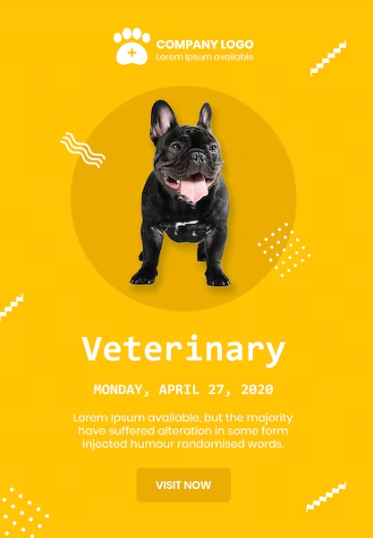 COMPANY LOGO
Lorem Ipsum available
Veterinary
MONDAY, APRIL 27, 2020
Lorem Ipsum available, but the majority
have suffered alteration in some form
injected humour randomised words.
VISIT NOW